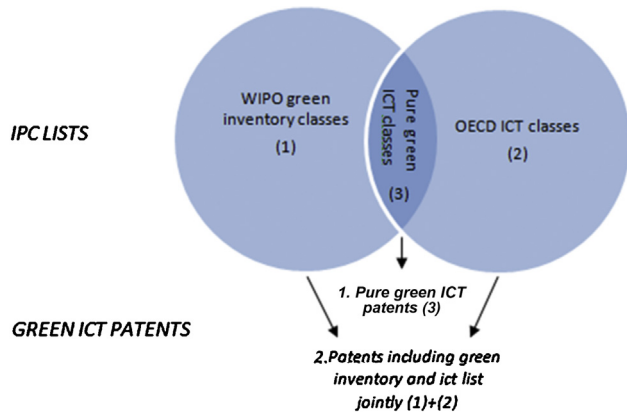 WIPO green
inventory classes
(1)
Pure green
ICT classes
(3)
OECD ICT classes
(2)
IPC LISTS
1. Pure green ICT
patents (3)
GREEN ICT PATENTS
2.Patents including green
inventory and ict list
jointly (1)+(2)